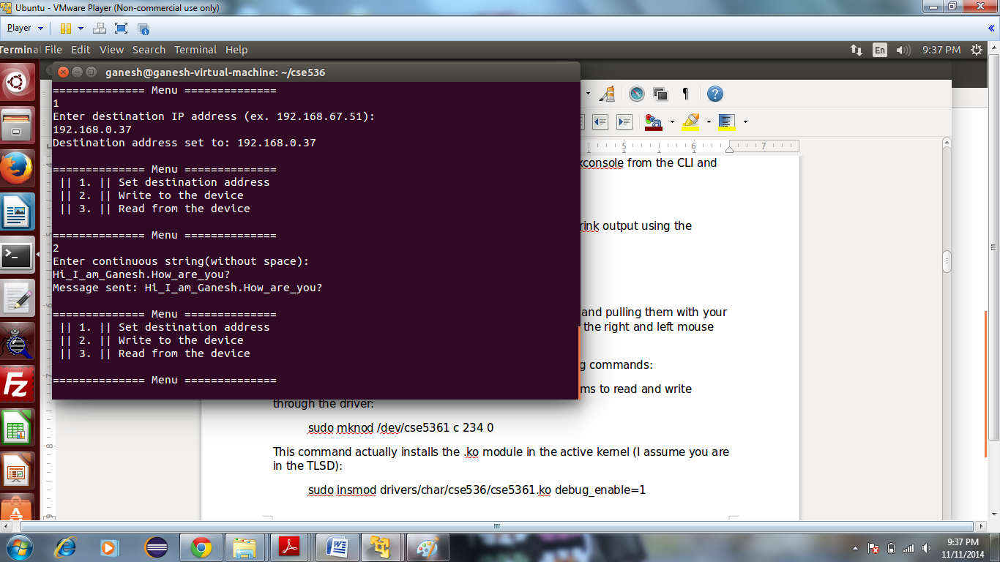 Ubuntu - VMware Player (Non-commercial use only)
Player
Terminal File Edit View Search Terminal Help
En
9:37 PM
ganesh@ganesh-virtual-machine: ~/cse536
============== Menu ==============
1
Enter destination IP address (ex. 192.168.67.51):
192.168.0.37
Destination address set to: 192.168.0.37
============== Menu ==============
|| 1. || Set destination address
|| 2. || Write to the device
|| 3. || Read from the device
============== Menu ==============
2
Enter continuous string(without space):
Hi_I_am_Ganesh.How_are_you?
Message sent: Hi_I_am_Ganesh.How_are_you?
============== Menu ==============
|| 1. || Set destination address
|| 2. || Write to the device
|| 3. || Read from the device
============== Menu ==============
5 6 7
xconsole from the CLI and
rink output using the
and pulling them with your
the right and left mouse
g commands:
ms to read and write
through the driver:
sudo mknod /dev/cse5361 c 234 0
This command actually installs the .ko module in the active kernel (I assume you are
in the TLSD):
sudo insmod drivers/char/cse536/cse5361.ko debug_enable=1
4
5
6
7
8
9
9:37 PM
11/11/2014